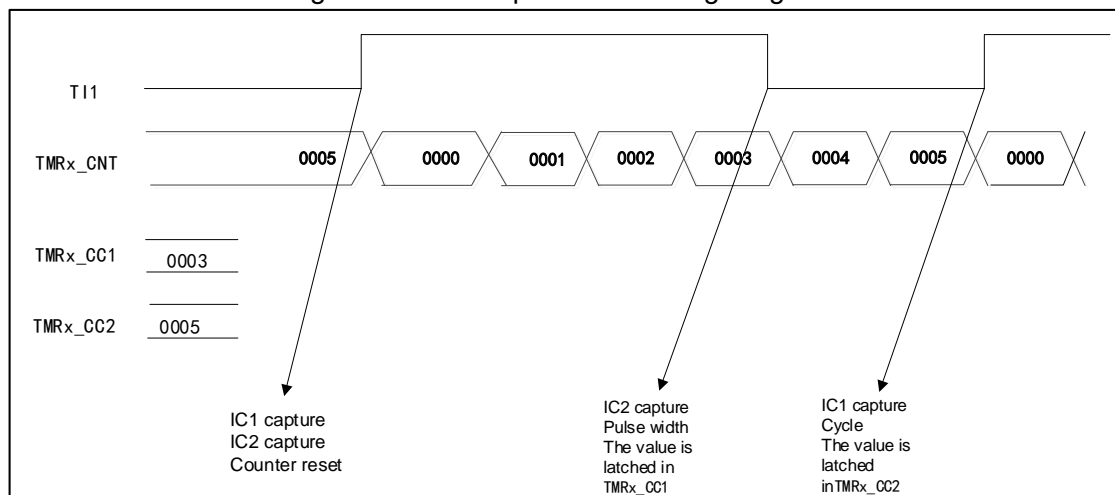 TI1
TMRx_CNT
0005 0000 0001 0002 0003 0004 0005 0000
TMRx_CC1
0003
TMRx_CC2
0005
IC1 capture
IC2 capture
Counter reset
IC2 capture
Pulse width
The value is
latched in
TMRx_CC1
IC1 capture
Cycle
The value is
latched
inTMRx_CC2